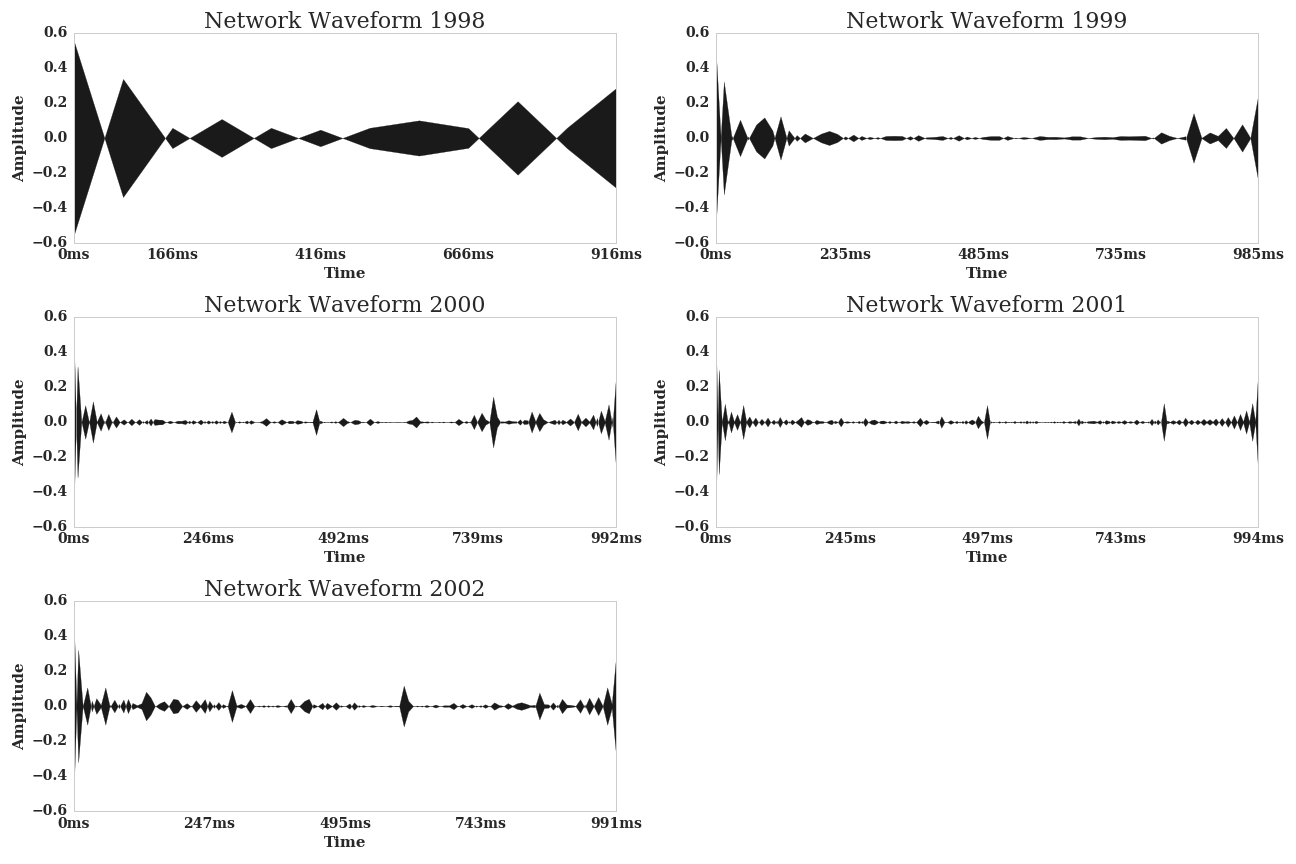 Network Waveform 1998
0.6
0.4
0.2
0.0
−0.2
−0.4
−0.6
Amplitude
0ms 166ms 416ms 666ms 916ms
Time
Network Waveform 1999
0.6
0.4
0.2
0.0
−0.2
−0.4
−0.6
Amplitude
0ms 235ms 485ms 735ms 985ms
Time
Network Waveform 2000
0.6
0.4
0.2
0.0
−0.2
−0.4
−0.6
Amplitude
0ms 246ms 492ms 739ms 992ms
Time
Network Waveform 2001
0.6
0.4
0.2
0.0
−0.2
−0.4
−0.6
Amplitude
0ms 245ms 497ms 743ms 994ms
Time
Network Waveform 2002
0.6
0.4
0.2
0.0
−0.2
−0.4
−0.6
Amplitude
0ms 247ms 495ms 743ms 991ms
Time